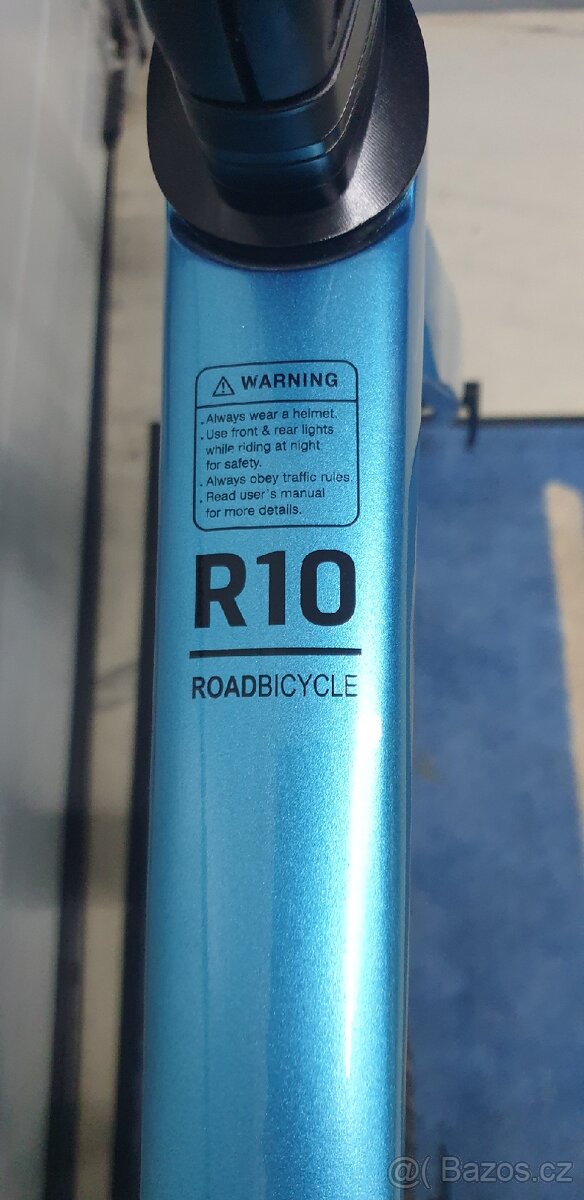 ⚠ WARNING
. Always wear a helmet.
. Use front & rear lights
while riding at night
for safety.
. Always obey traffic rules.
. Read user's manual
for more details.
R10
ROADBICYCLE
@( Bazos.cz